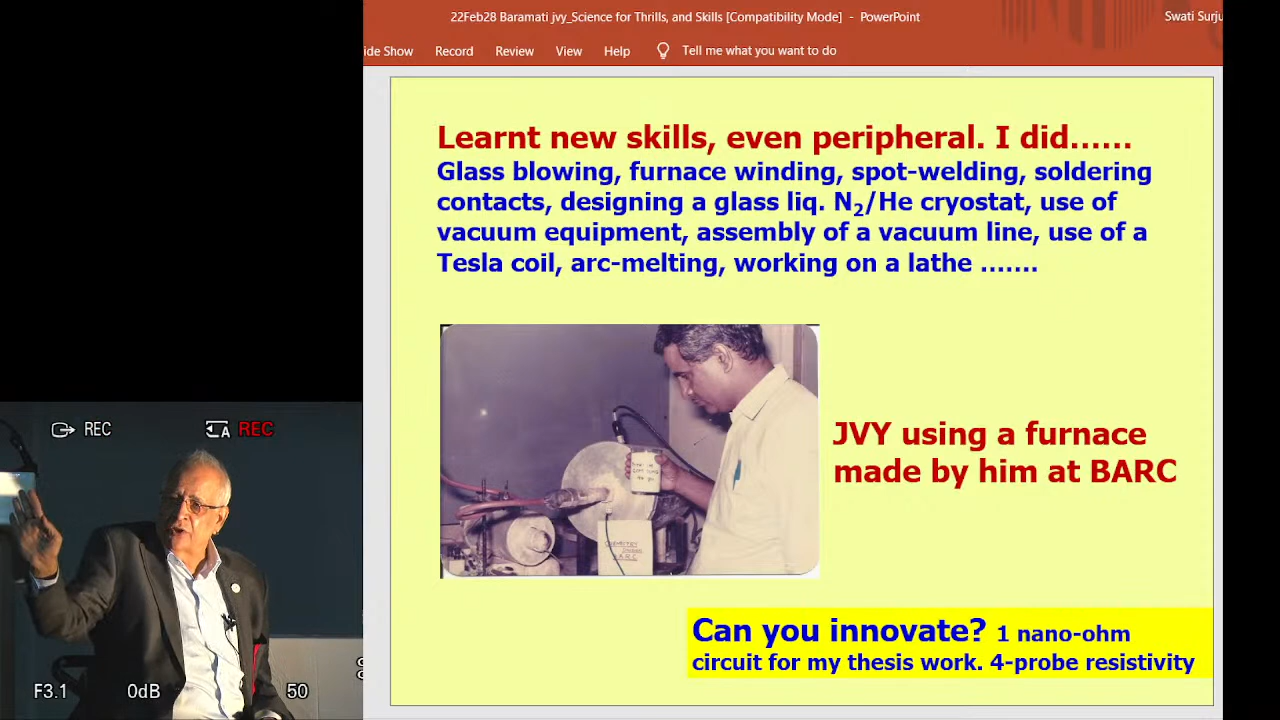 22Feb28 Baramati jvy_Science for Thrills, and Skills [Compatibility Mode] - PowerPoint
Swati Surju
ide Show Record Review View Help Tell me what you want to do
Learnt new skills, even peripheral. I did......
Glass blowing, furnace winding, spot-welding, soldering
contacts, designing a glass liq. N₂/He cryostat, use of
vacuum equipment, assembly of a vacuum line, use of a
Tesla coil, arc-melting, working on a lathe .......
JVY using a furnace
made by him at BARC
CHEMISTRY
DIVISION
B.A.R.C
Can you innovate? 1 nano-ohm
circuit for my thesis work. 4-probe resistivity
REC A REC
F3.1 0dB 50